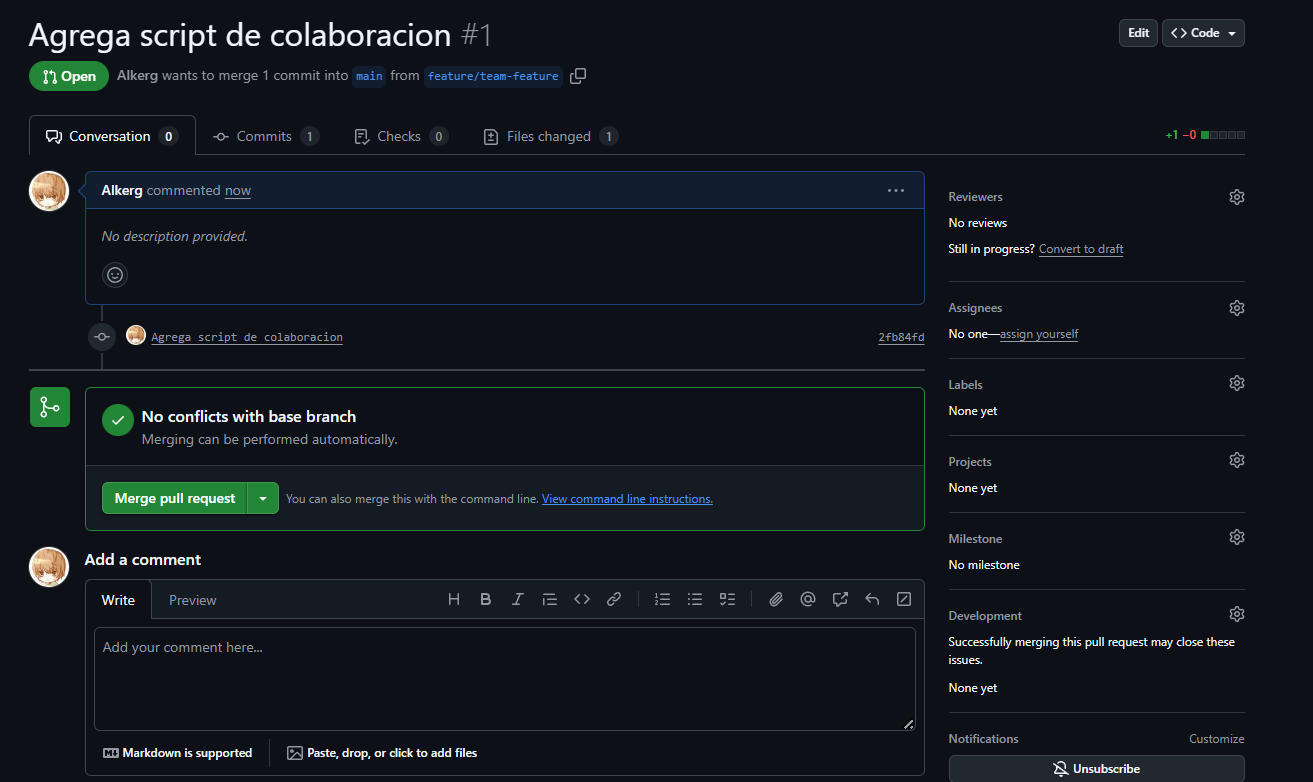 Agrega script de colaboracion #1
Edit
Code
Open
Alkerg wants to merge 1 commit into main from feature/team-feature
Conversation 0
Commits 1
Checks 0
Files changed 1
+1 −0
Alkerg commented now
No description provided.
Agrega script de colaboracion
2fb84fd
No conflicts with base branch
Merging can be performed automatically.
Merge pull request
You can also merge this with the command line. View command line instructions.
Add a comment
Write
Preview
Add your comment here...
Markdown is supported
Paste, drop, or click to add files
Reviewers
No reviews
Still in progress? Convert to draft
Assignees
No one—assign yourself
Labels
None yet
Projects
None yet
Milestone
No milestone
Development
Successfully merging this pull request may close these
issues.
None yet
Notifications
Customize
Unsubscribe